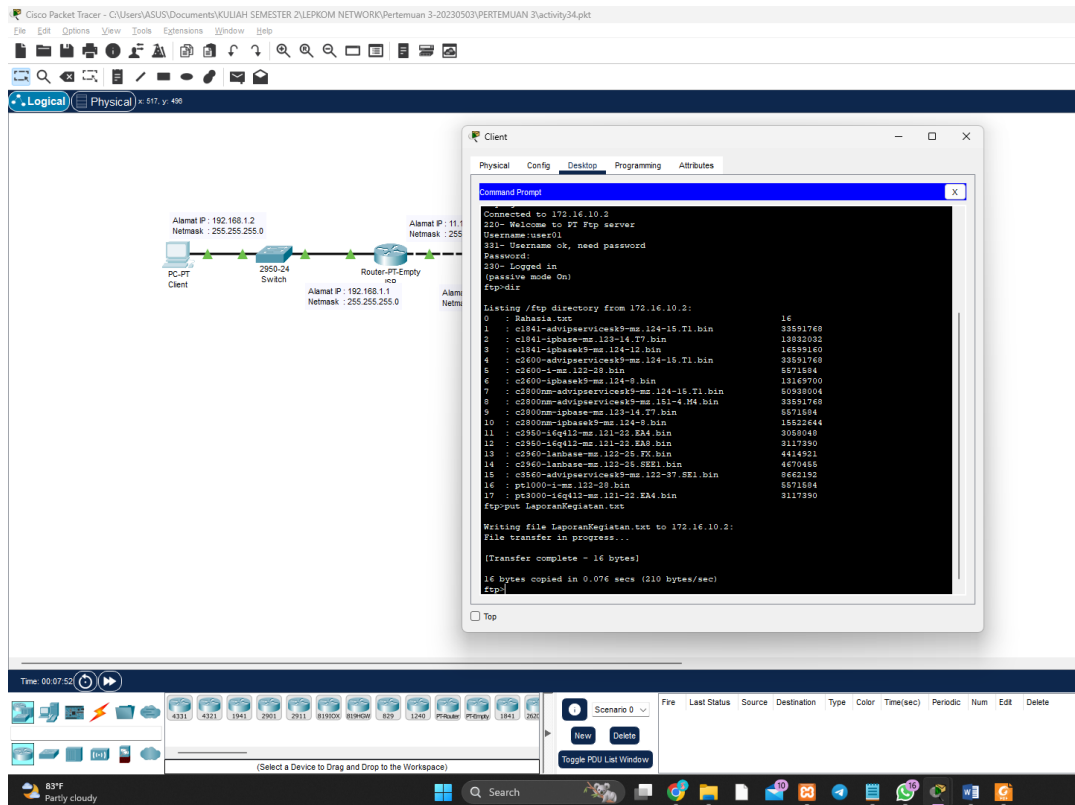 Cisco Packet Tracer - C:\Users\ASUS\Documents\KULIAH SEMESTER 2\LEPKOM NETWORK\Pertemuan 3-20230503\PERTEMUAN 3\activity34.pkt
File Edit Options View Tools Extensions Window Help
Logical Physical x: 517, y: 496
Client
Physical Config Desktop Programming Attributes
Command Prompt X
Connected to 172.16.10.2
220- Welcome to PT Ftp server
Username:user01
331- Username ok, need password
Password:
230- Logged in
(passive mode On)
ftp>dir
Listing /ftp directory from 172.16.10.2:
0 : Rahasia.txt 16
1 : c1841-advipservicesk9-mz.124-15.T1.bin 33591768
2 : c1841-ipbase-mz.123-14.T7.bin 13832032
3 : c1841-ipbasek9-mz.124-12.bin 16599160
4 : c2600-advipservicesk9-mz.124-15.T1.bin 33591768
5 : c2600-i-mz.122-28.bin 5571584
6 : c2600-ipbasek9-mz.124-8.bin 13169700
7 : c2800nm-advipservicesk9-mz.124-15.T1.bin 50938004
8 : c2800nm-advipservicesk9-mz.151-4.M4.bin 33591768
9 : c2800nm-ipbase-mz.123-14.T7.bin 5571584
10 : c2800nm-ipbasek9-mz.124-8.bin 15522644
11 : c2950-i6q4l2-mz.121-22.EA4.bin 3058048
12 : c2950-i6q4l2-mz.121-22.EA8.bin 3117390
13 : c2960-lanbase-mz.122-25.FX.bin 4414921
14 : c2960-lanbase-mz.122-25.SEE1.bin 4670455
15 : c3560-advipservicesk9-mz.122-37.SE1.bin 8662192
16 : pt1000-i-mz.122-28.bin 5571584
17 : pt3000-i6q4l2-mz.121-22.EA4.bin 3117390
ftp>put LaporanKegiatan.txt
Writing file LaporanKegiatan.txt to 172.16.10.2:
File transfer in progress...
[Transfer complete - 16 bytes]
16 bytes copied in 0.076 secs (210 bytes/sec)
ftp>
Top
Alamat IP : 192.168.1.2
Netmask : 255.255.255.0
Alamat IP : 11.1
Netmask : 255
PC-PT
Client
2950-24
Switch
Router-PT-Empty
ISP
Alamat IP : 192.168.1.1
Netmask : 255.255.255.0
Alama
Netma
Time: 00:07:52
4331 4321 1941 2901 2911 819IOX 819HGW 829 1240 PT-Router PT-Empty 1841 2620
(Select a Device to Drag and Drop to the Workspace)
Scenario 0
New Delete
Toggle PDU List Window
Fire Last Status Source Destination Type Color Time(sec) Periodic Num Edit Delete
83°F
Partly cloudy
Search
2
10
16